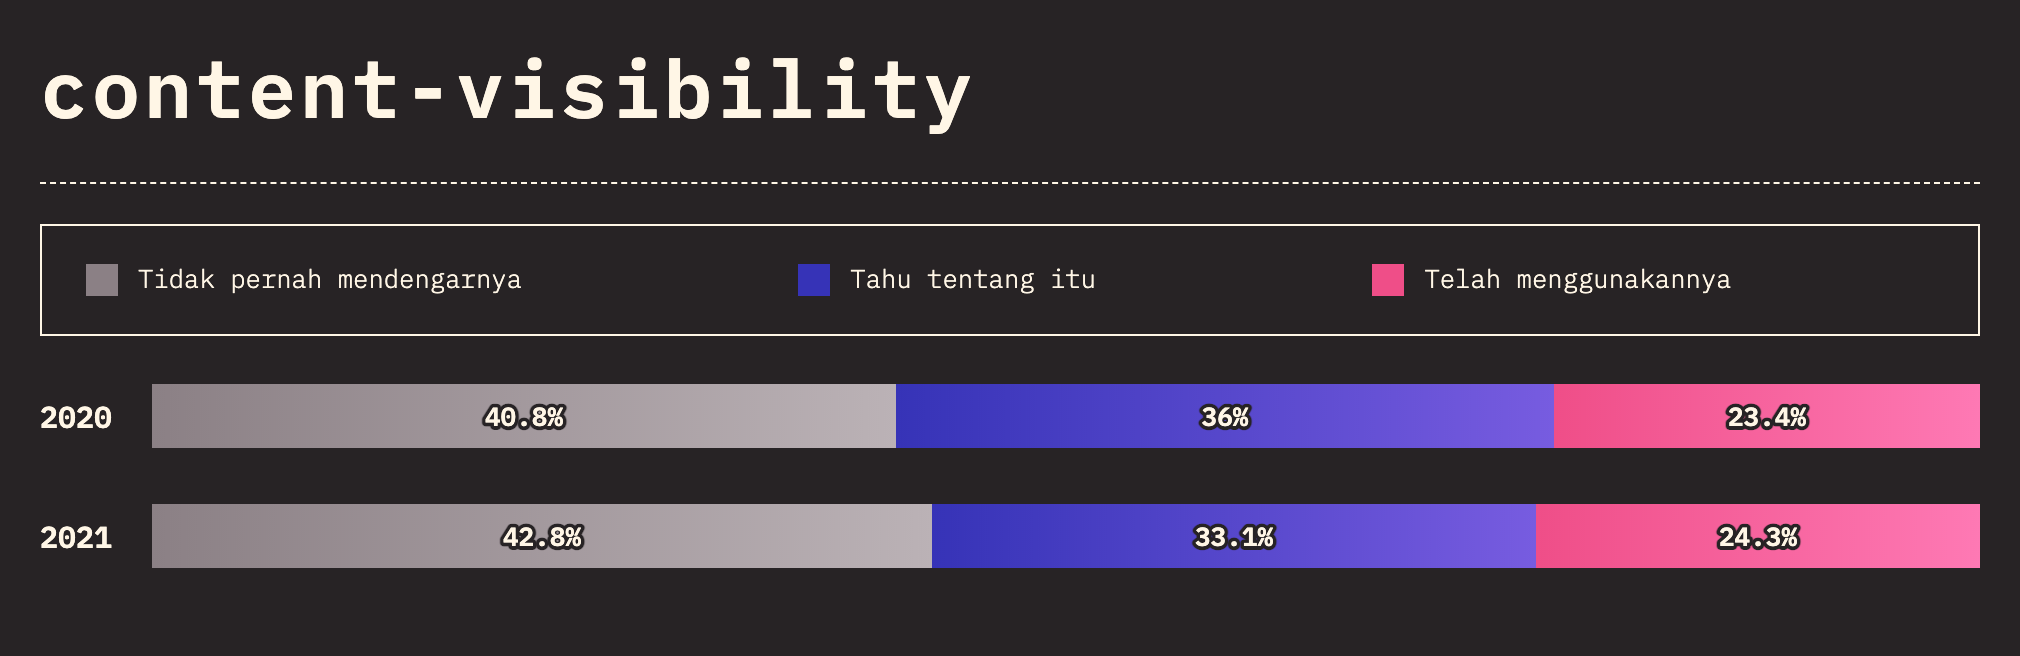 content-visibility
Tidak pernah mendengarnya Tahu tentang itu Telah menggunakannya
2020 40.8% 36% 23.4%
2021 42.8% 33.1% 24.3%